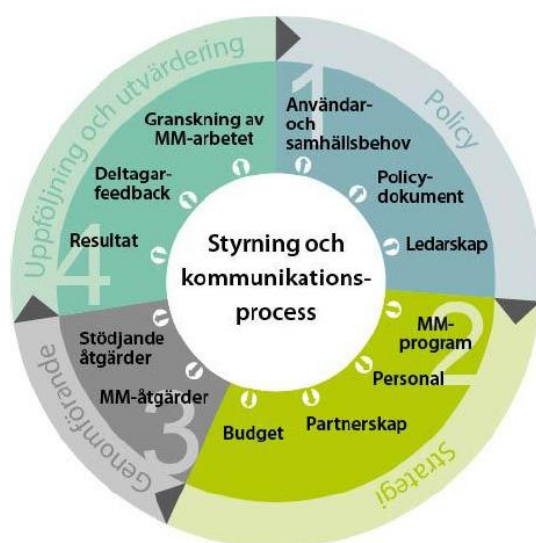 Styrning och
kommunikations-
process
1
Policy
Användar-
och
samhällsbehov
Policy-
dokument
Ledarskap
2
Strategi
MM-
program
Personal
Partnerskap
Budget
3
Genomförande
MM-åtgärder
Stödjande
åtgärder
4
Uppföljning och utvärdering
Resultat
Deltagar-
feedback
Granskning av
MM-arbetet